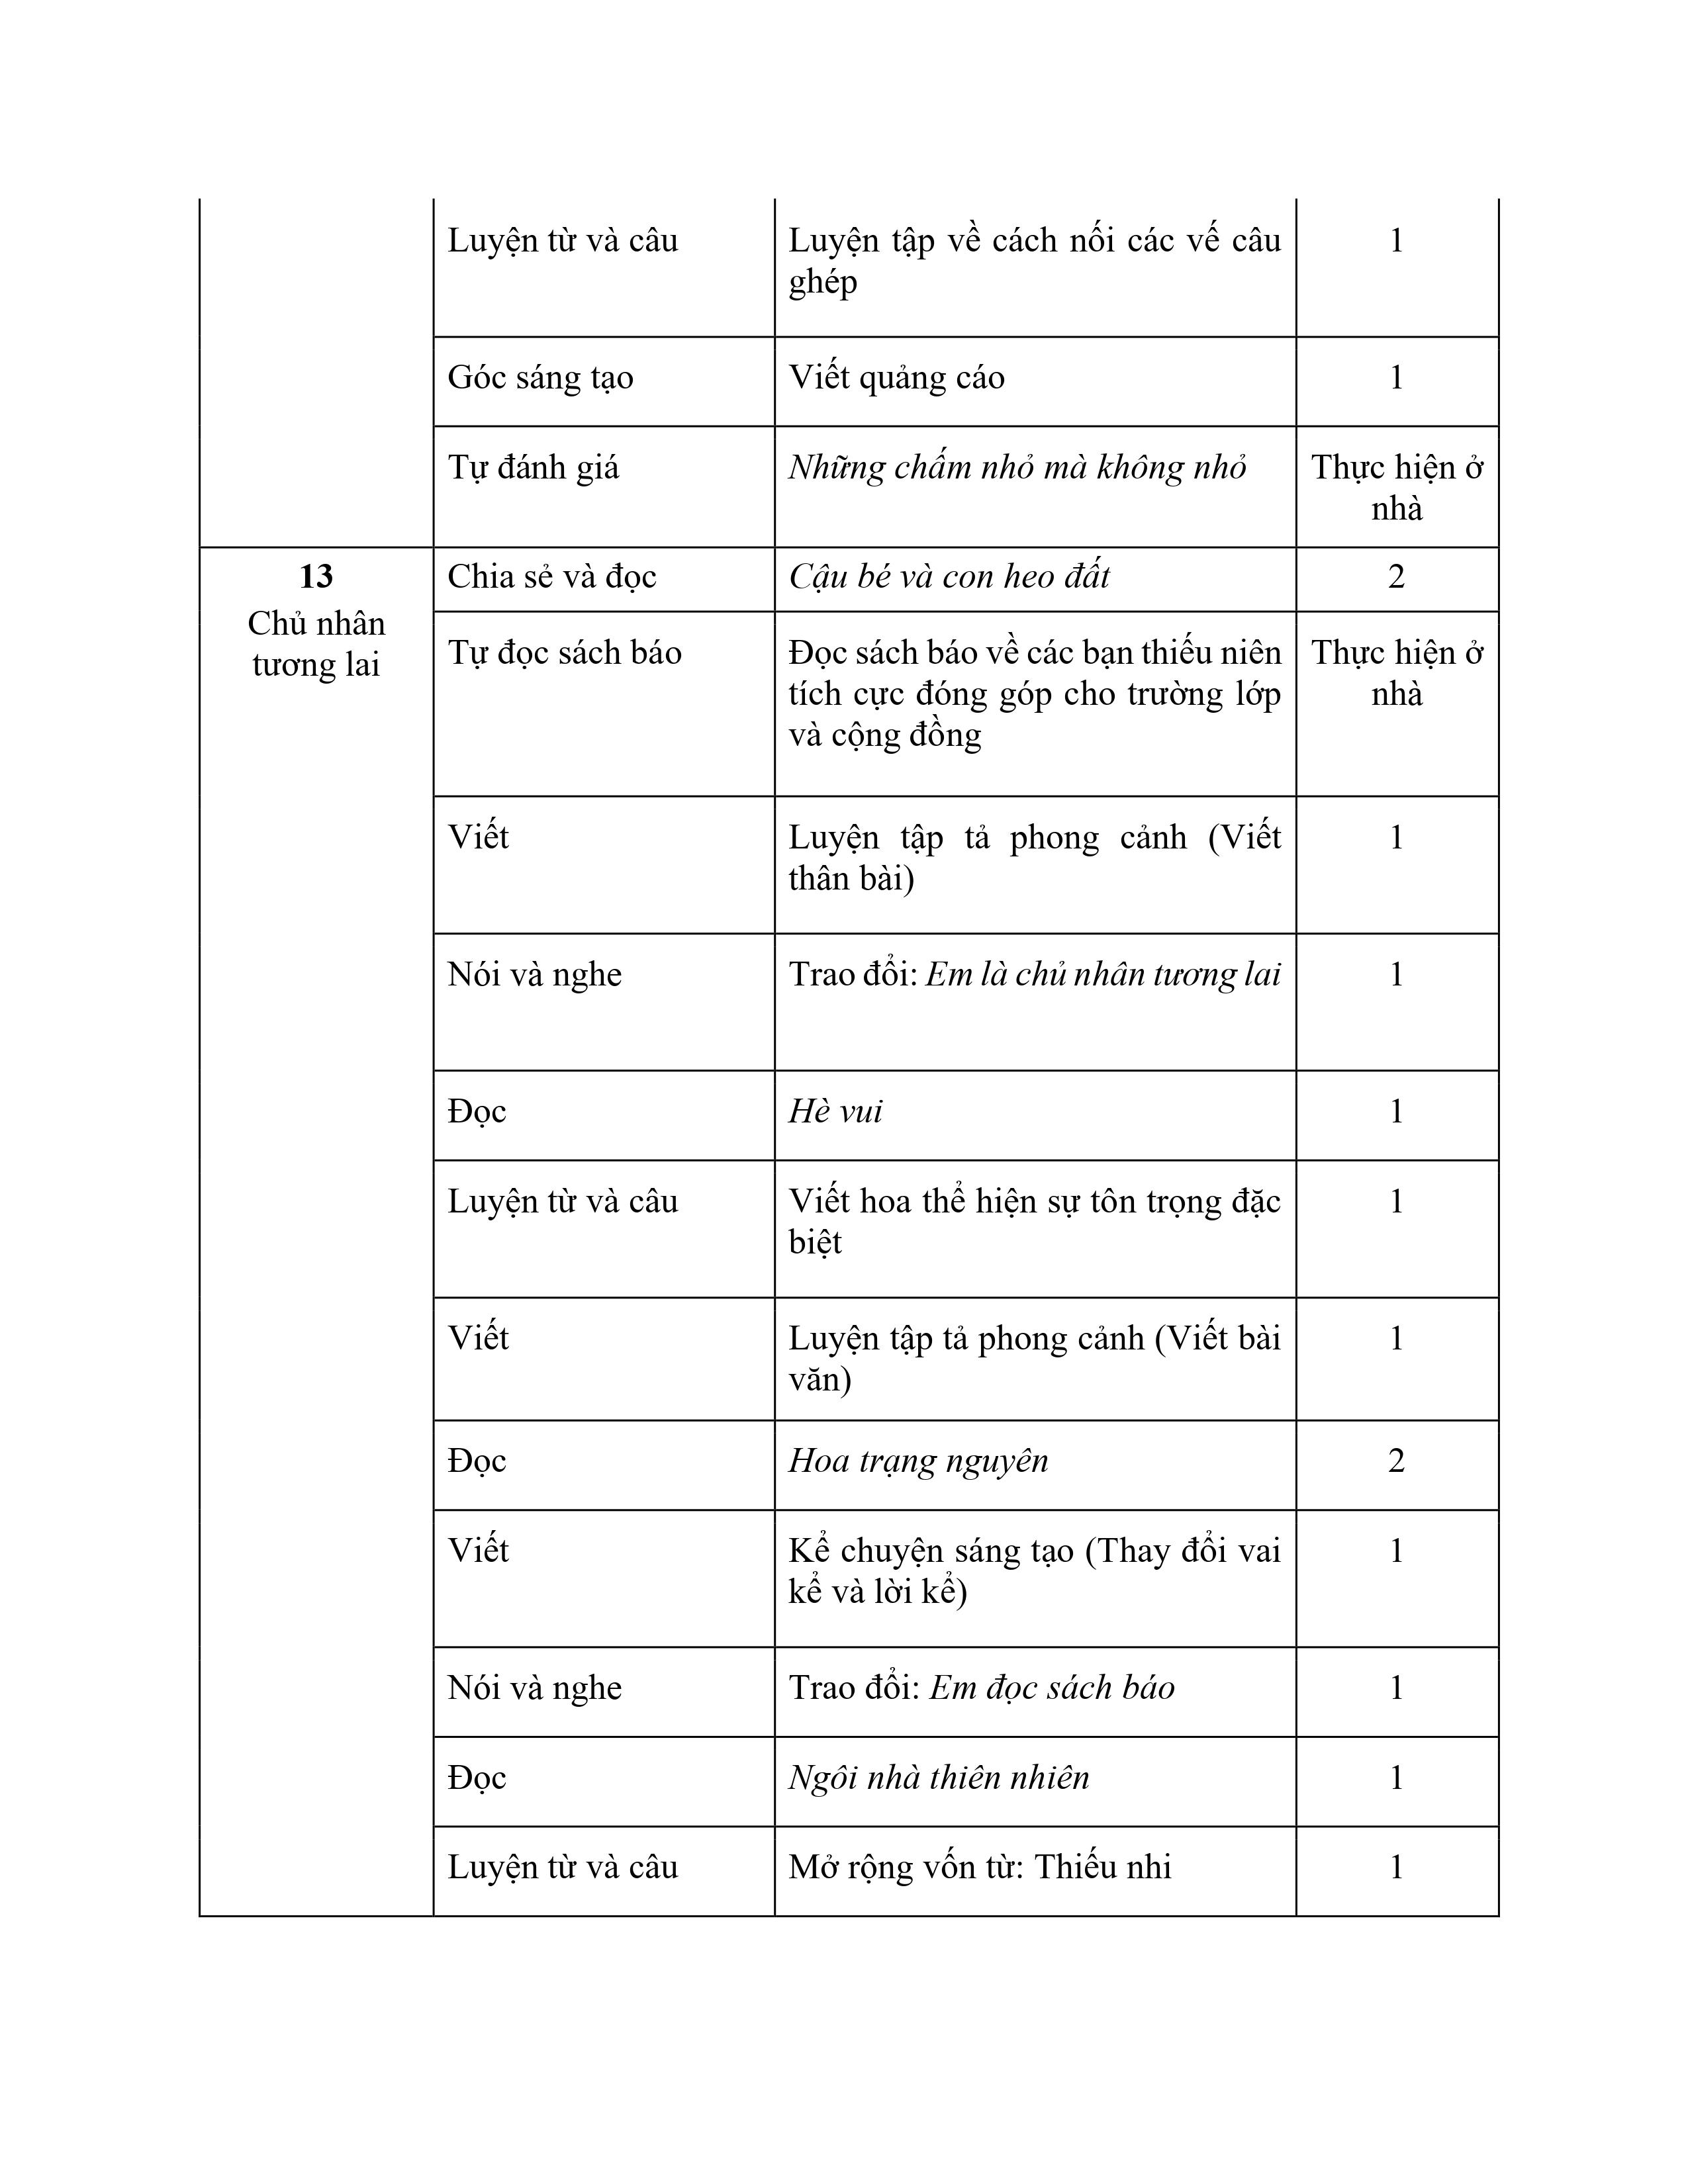 Luyện từ và câu
Luyện tập về cách nối các vế câu
ghép
1
Góc sáng tạo
Viết quảng cáo
1
Tự đánh giá
Những chấm nhỏ mà không nhỏ
Thực hiện ở
nhà
13
Chủ nhân
tương lai
Chia sẻ và đọc
Cậu bé và con heo đất
2
Tự đọc sách báo
Đọc sách báo về các bạn thiếu niên
tích cực đóng góp cho trường lớp
và cộng đồng
Thực hiện ở
nhà
Viết
Luyện tập tả phong cảnh (Viết
thân bài)
1
Nói và nghe
Trao đổi: Em là chủ nhân tương lai
1
Đọc
Hè vui
1
Luyện từ và câu
Viết hoa thể hiện sự tôn trọng đặc
biệt
1
Viết
Luyện tập tả phong cảnh (Viết bài
văn)
1
Đọc
Hoa trạng nguyên
2
Viết
Kể chuyện sáng tạo (Thay đổi vai
kể và lời kể)
1
Nói và nghe
Trao đổi: Em đọc sách báo
1
Đọc
Ngôi nhà thiên nhiên
1
Luyện từ và câu
Mở rộng vốn từ: Thiếu nhi
1